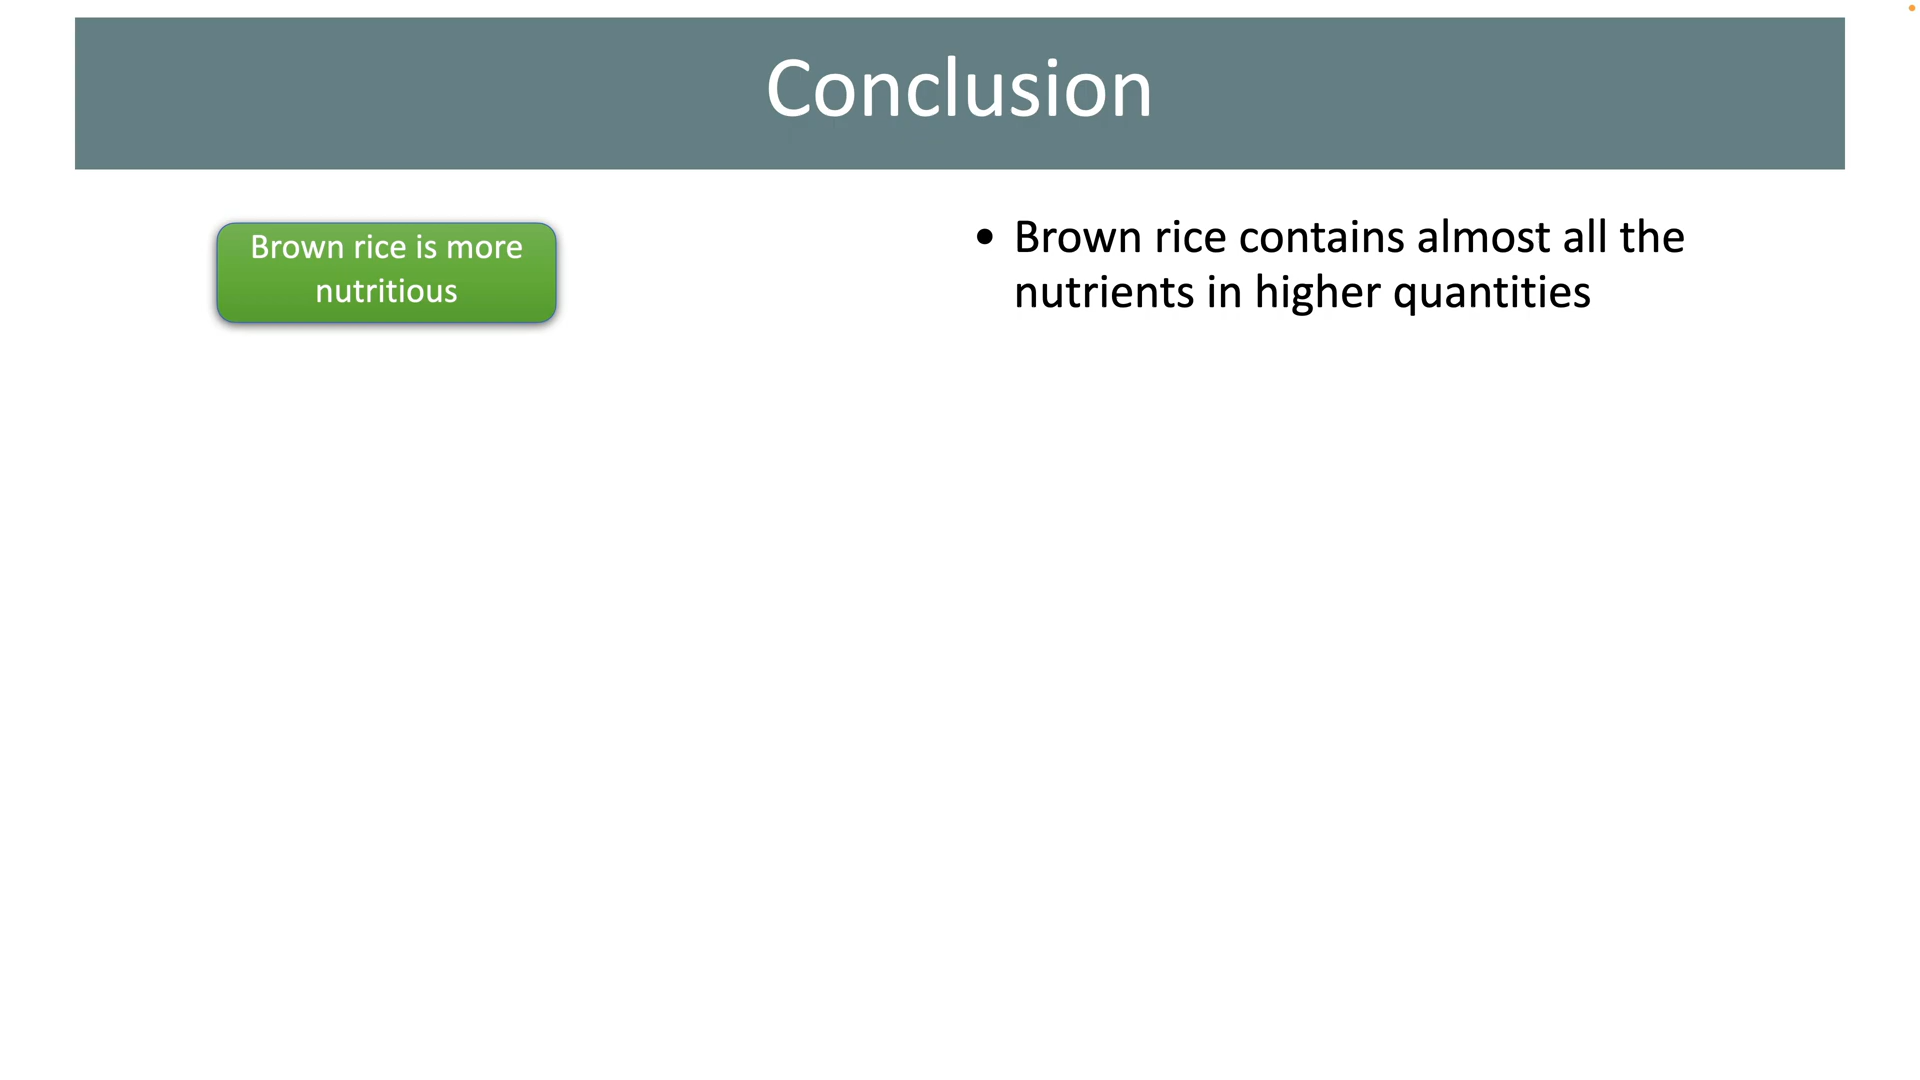 Conclusion
Brown rice is more
nutritious
• Brown rice contains almost all the
nutrients in higher quantities